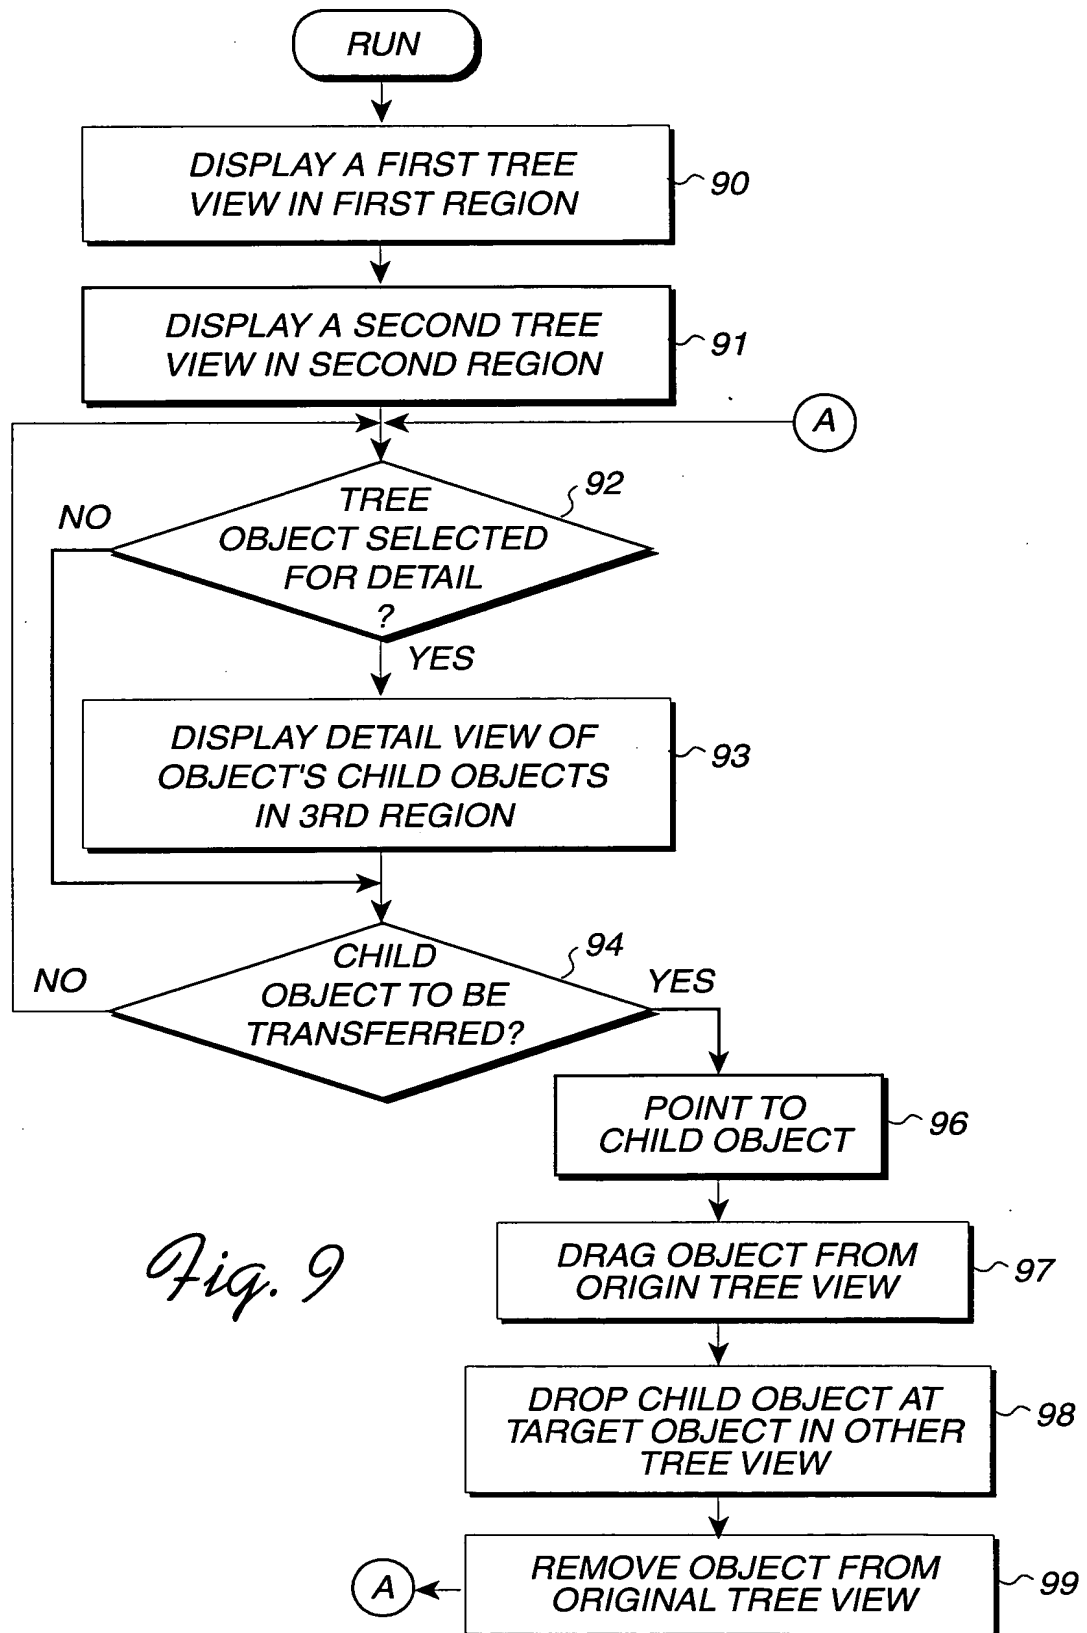 RUN
DISPLAY A FIRST TREE
VIEW IN FIRST REGION
90
DISPLAY A SECOND TREE
VIEW IN SECOND REGION
91
A
92
TREE
OBJECT SELECTED
FOR DETAIL
?
NO
YES
DISPLAY DETAIL VIEW OF
OBJECT'S CHILD OBJECTS
IN 3RD REGION
93
94
CHILD
OBJECT TO BE
TRANSFERRED?
NO
YES
POINT TO
CHILD OBJECT
96
DRAG OBJECT FROM
ORIGIN TREE VIEW
97
Fig. 9
DROP CHILD OBJECT AT
TARGET OBJECT IN OTHER
TREE VIEW
98
REMOVE OBJECT FROM
ORIGINAL TREE VIEW
99
A